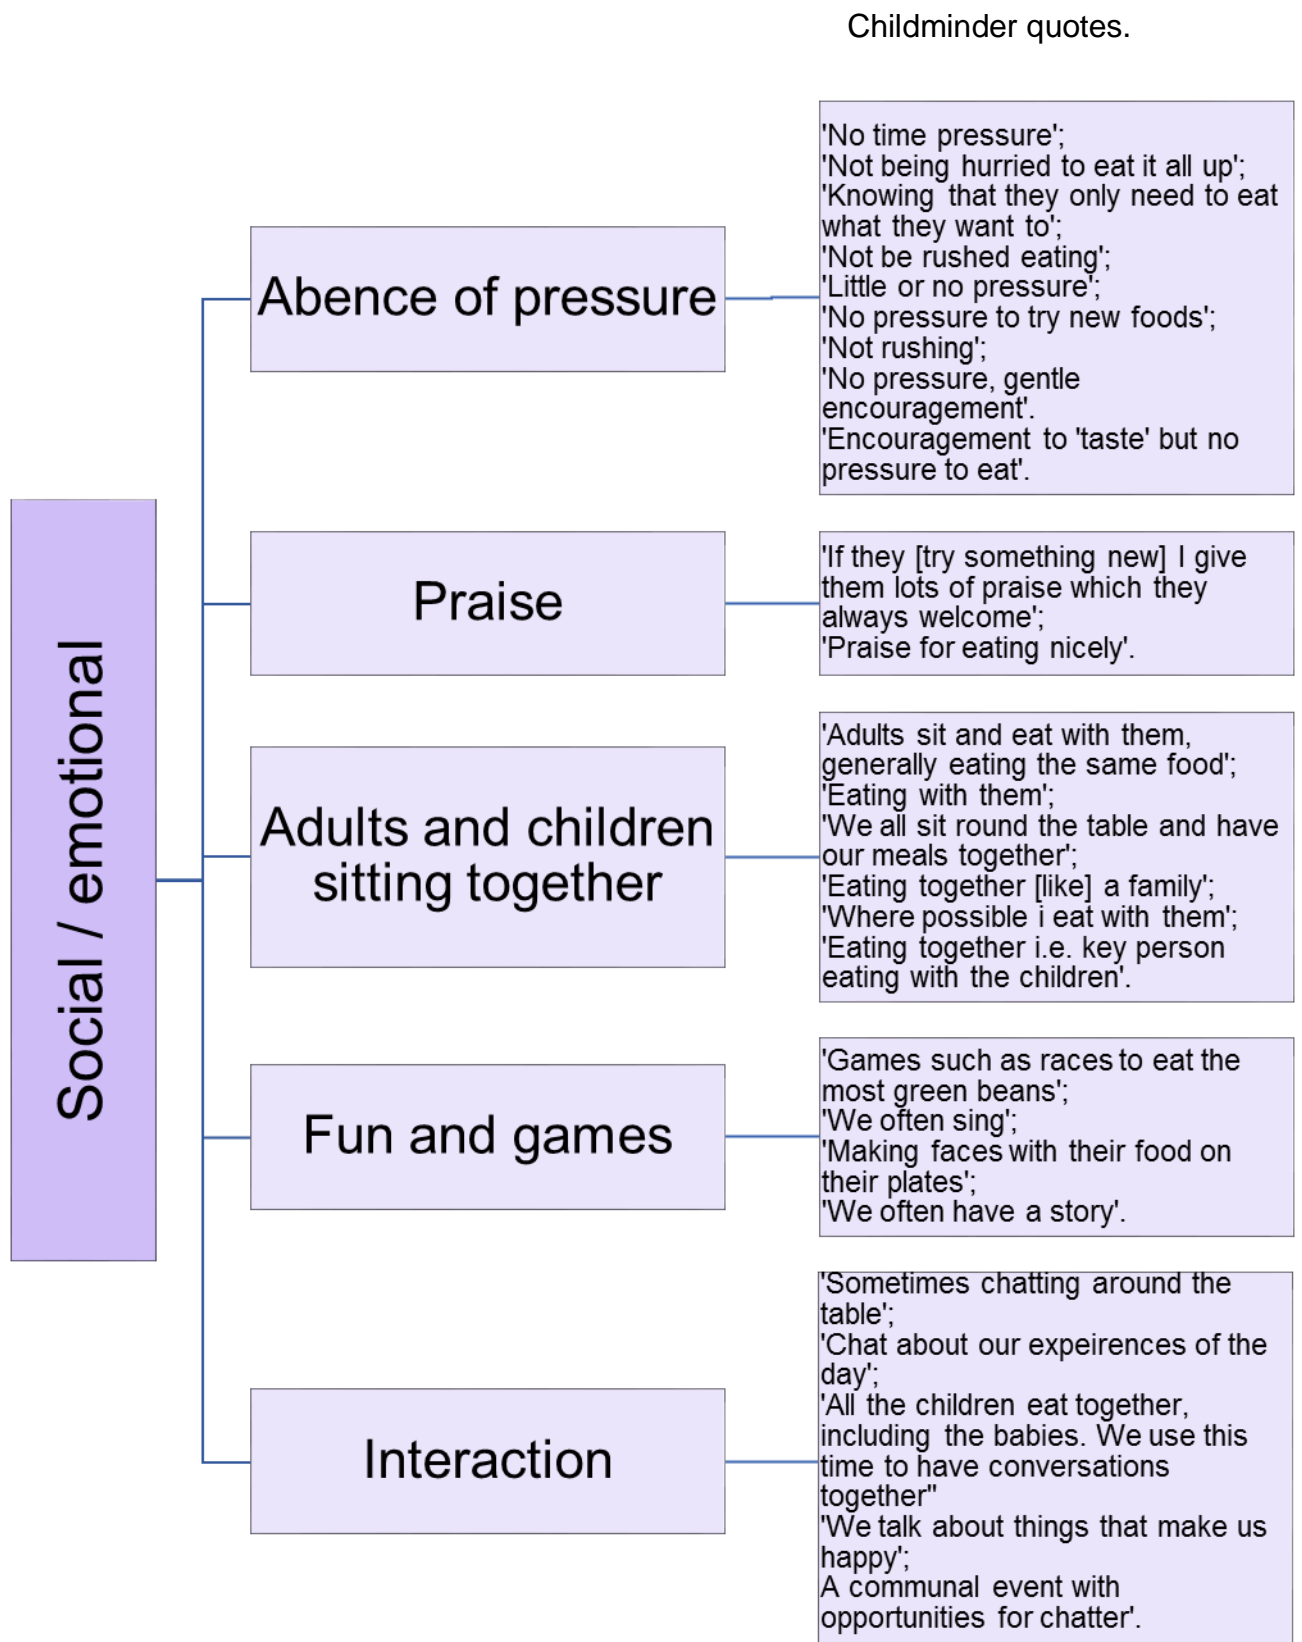 Childminder quotes.
Social / emotional
Abence of pressure
'No time pressure';
'Not being hurried to eat it all up';
'Knowing that they only need to eat
what they want to';
'Not be rushed eating';
'Little or no pressure';
'No pressure to try new foods';
'Not rushing';
'No pressure, gentle
encouragement'.
'Encouragement to 'taste' but no
pressure to eat'.
Praise
'If they [try something new] I give
them lots of praise which they
always welcome';
'Praise for eating nicely'.
Adults and children
sitting together
'Adults sit and eat with them,
generally eating the same food';
'Eating with them';
'We all sit round the table and have
our meals together';
'Eating together [like] a family';
'Where possible i eat with them';
'Eating together i.e. key person
eating with the children'.
Fun and games
'Games such as races to eat the
most green beans';
'We often sing';
'Making faces with their food on
their plates';
'We often have a story'.
Interaction
'Sometimes chatting around the
table';
'Chat about our expeirences of the
day';
'All the children eat together,
including the babies. We use this
time to have conversations
together"
'We talk about things that make us
happy';
A communal event with
opportunities for chatter'.